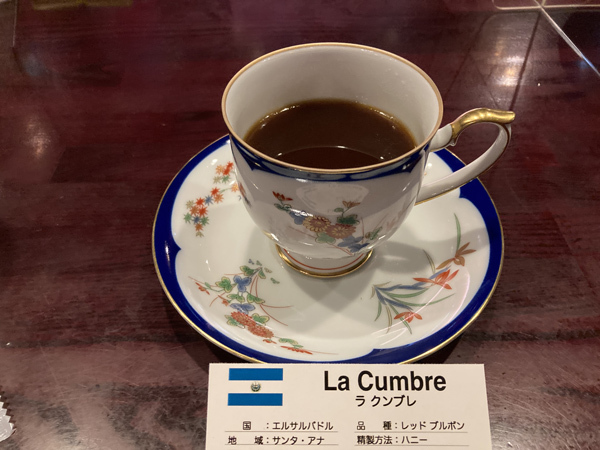 La Cumbre
ラ クンブレ
国 ：エルサルバドル 品 種：レッド ブルボン
地 域：サンタ・アナ 精製方法：ハニー